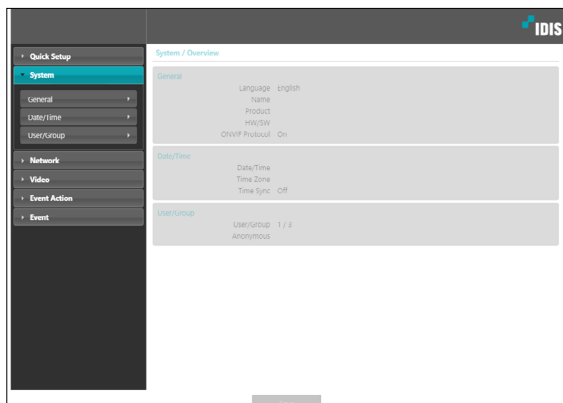 IDIS
Quick Setup
System
General
Date/Time
User/Group
Network
Video
Event Action
Event
System / Overview
General
Language English
Name
Product
HW/SW
ONVIF Protocol On
Date/Time
Date/Time
Time Zone
Time Sync Off
User/Group
User/Group 1 / 3
Anonymous